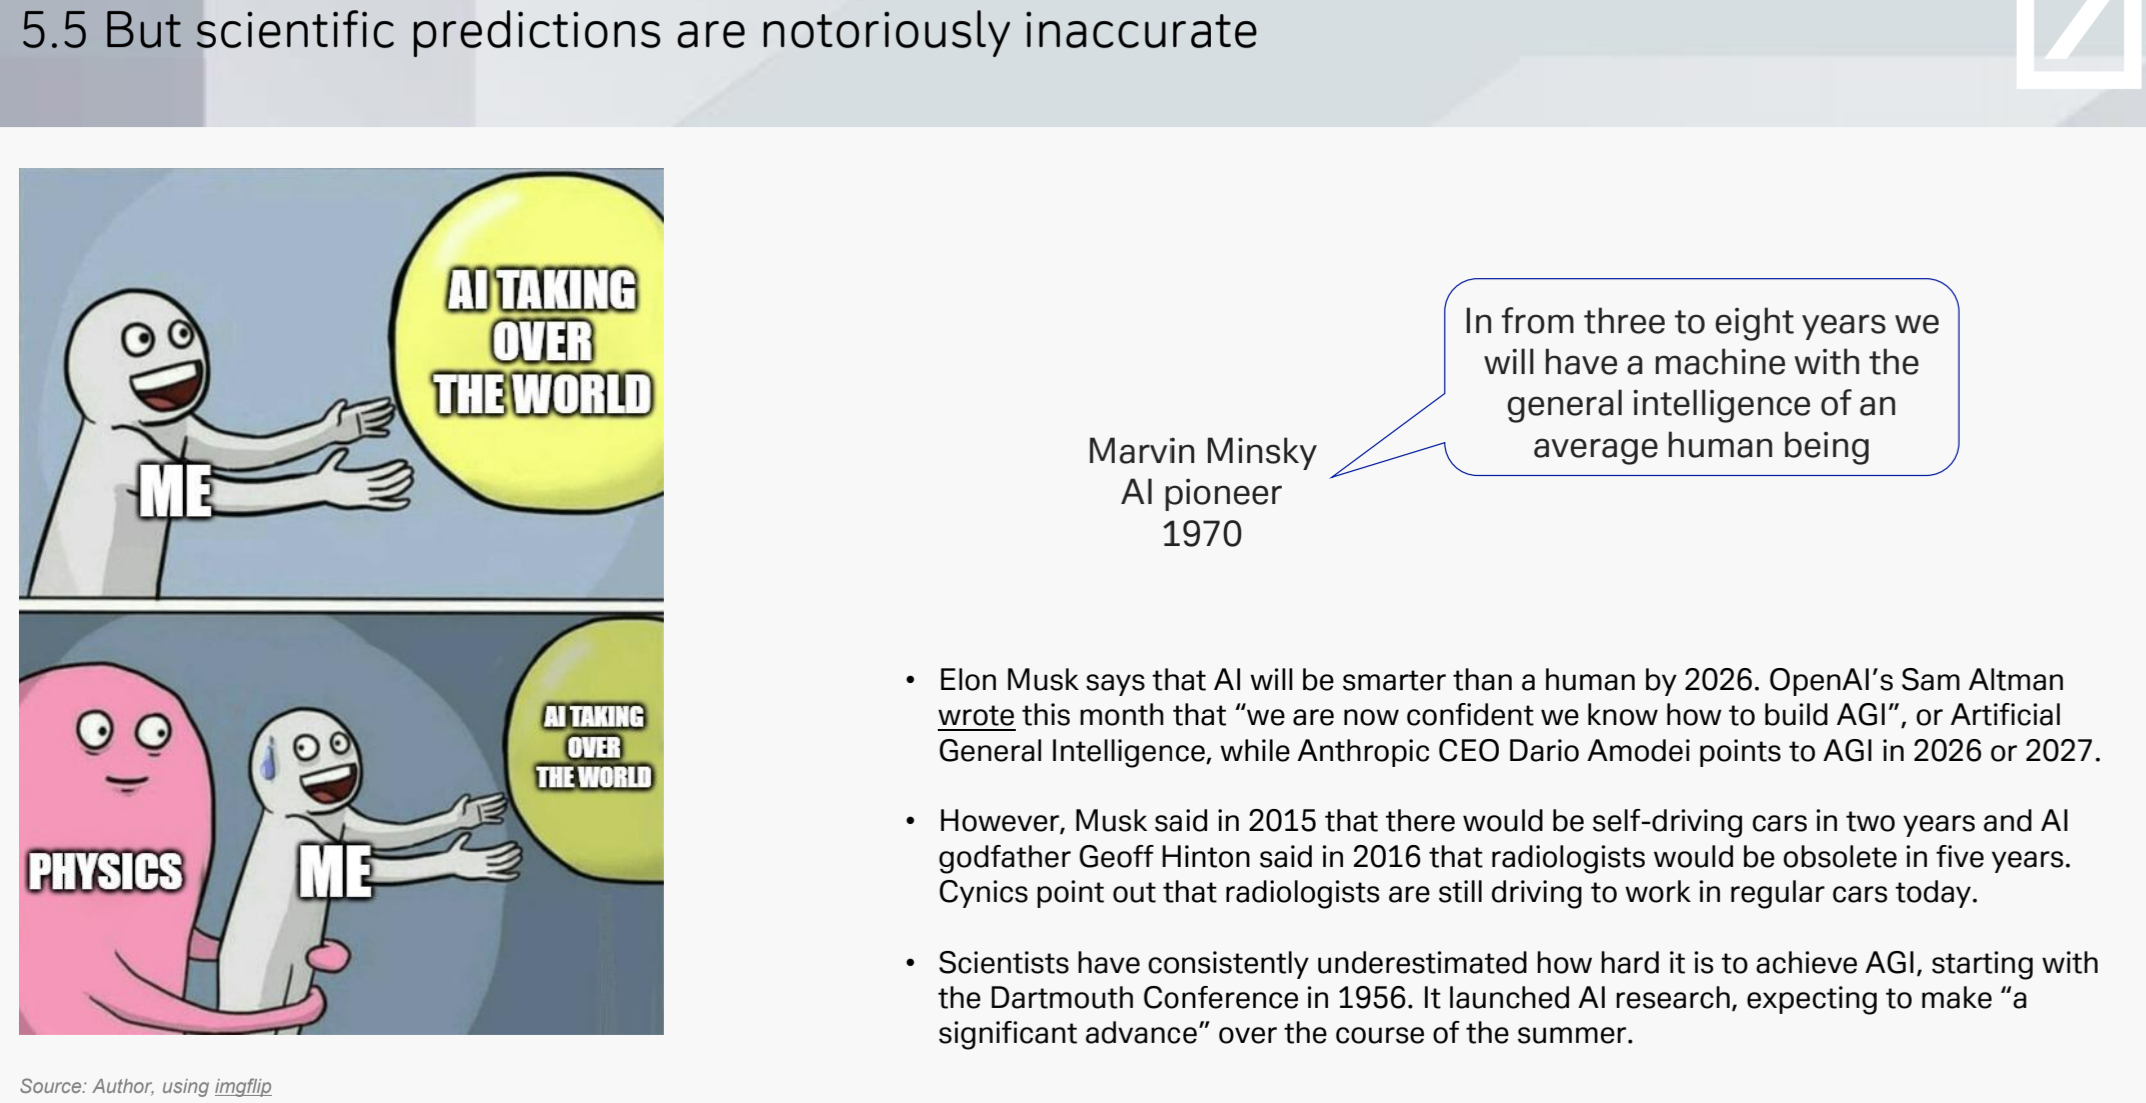 5.5 But scientific predictions are notoriously inaccurate
AI TAKING
OVER
THE WORLD
ME
AI TAKING
OVER
THE WORLD
PHYSICS
ME
In from three to eight years we
will have a machine with the
general intelligence of an
average human being
Marvin Minsky
AI pioneer
1970
• Elon Musk says that AI will be smarter than a human by 2026. OpenAI’s Sam Altman
wrote this month that “we are now confident we know how to build AGI”, or Artificial
General Intelligence, while Anthropic CEO Dario Amodei points to AGI in 2026 or 2027.
• However, Musk said in 2015 that there would be self-driving cars in two years and AI
godfather Geoff Hinton said in 2016 that radiologists would be obsolete in five years.
Cynics point out that radiologists are still driving to work in regular cars today.
• Scientists have consistently underestimated how hard it is to achieve AGI, starting with
the Dartmouth Conference in 1956. It launched AI research, expecting to make “a
significant advance” over the course of the summer.
Source: Author, using imgflip